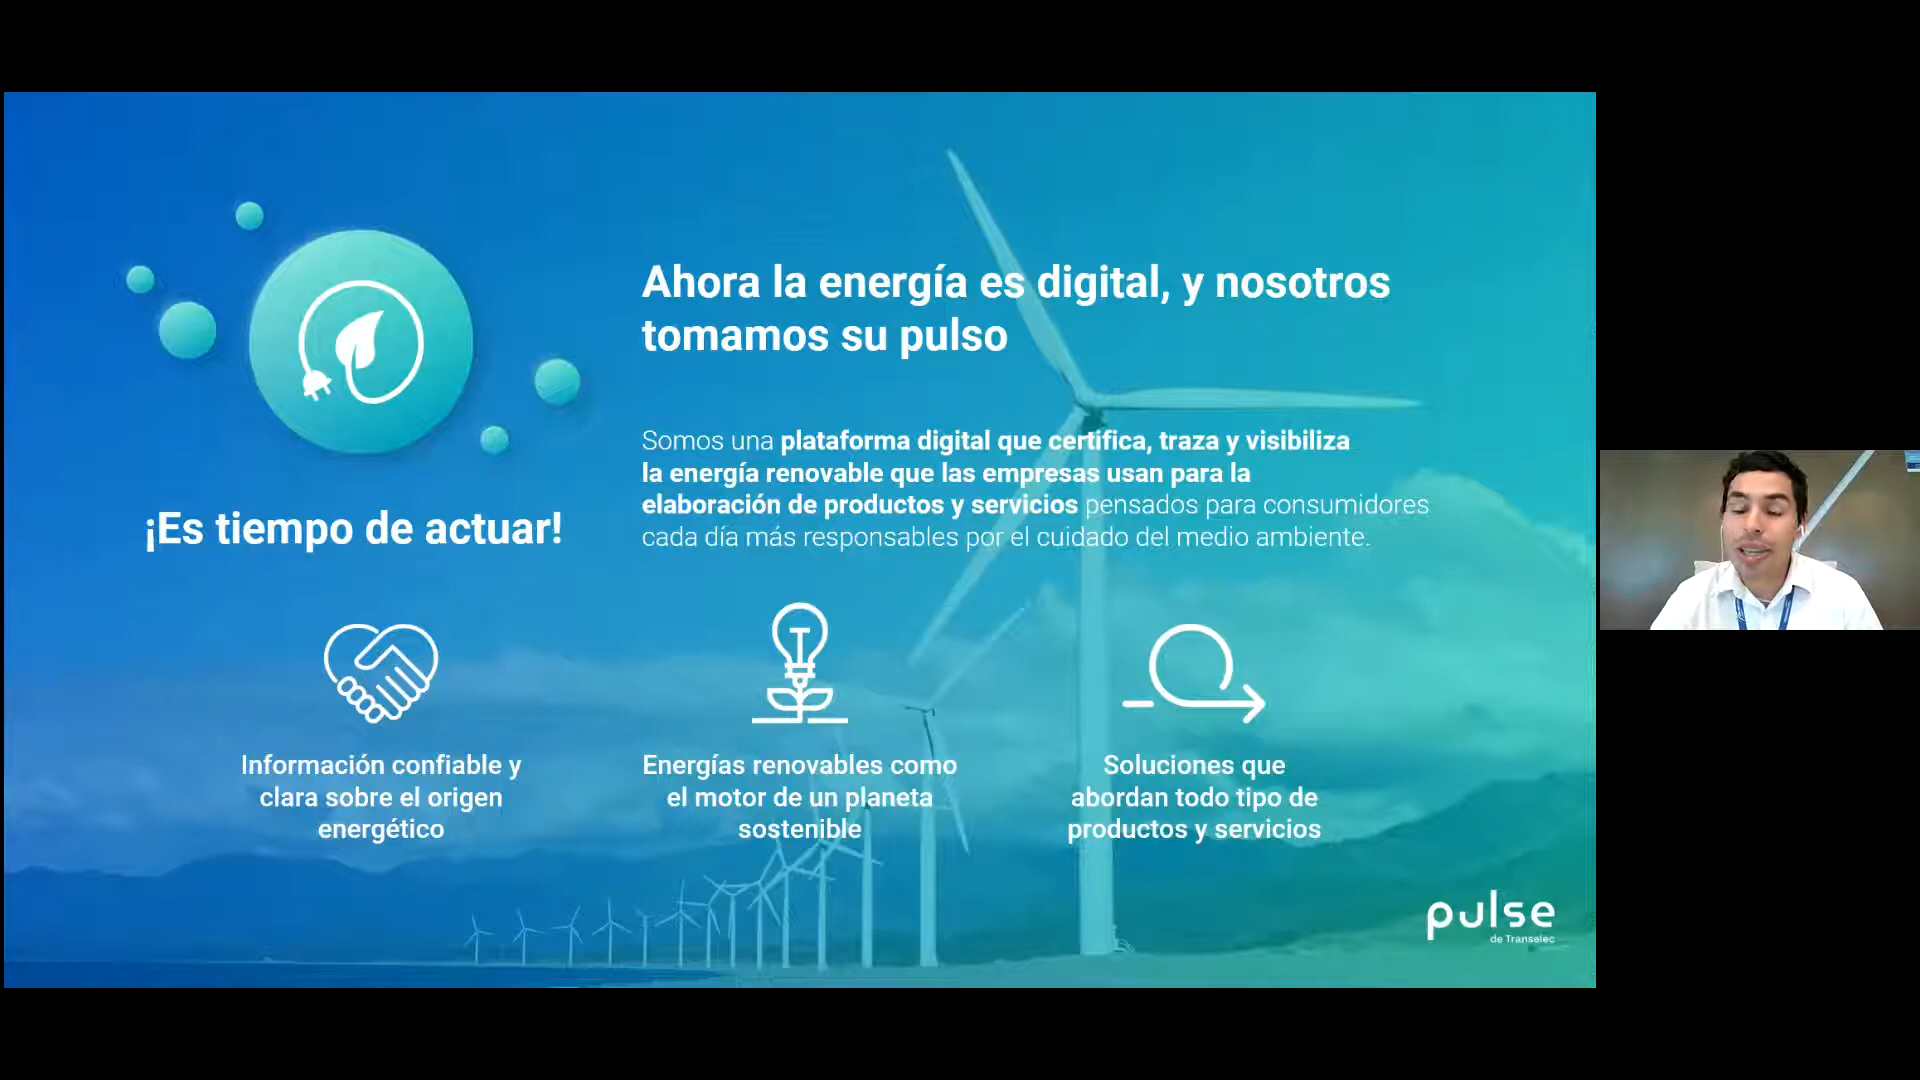 Ahora la energía es digital, y nosotros
tomamos su pulso
Somos una plataforma digital que certifica, traza y visibiliza
la energía renovable que las empresas usan para la
elaboración de productos y servicios pensados para consumidores
cada día más responsables por el cuidado del medio ambiente.
¡Es tiempo de actuar!
Información confiable y
clara sobre el origen
energético
Energías renovables como
el motor de un planeta
sostenible
Soluciones que
abordan todo tipo de
productos y servicios
pulse
de Transelec